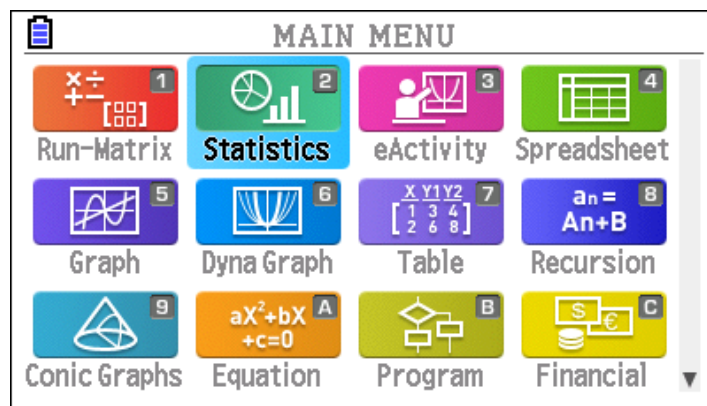 MAIN MENU
×÷ +− [88] 1 2 3 4
Run-Matrix Statistics eActivity Spreadsheet
5 6 X Y1 Y2 7 an= 8
1 3 4 An+B
2 6 8
Graph Dyna Graph Table Recursion
9 aX²+bX A B $ € C
+c=0
Conic Graphs Equation Program Financial